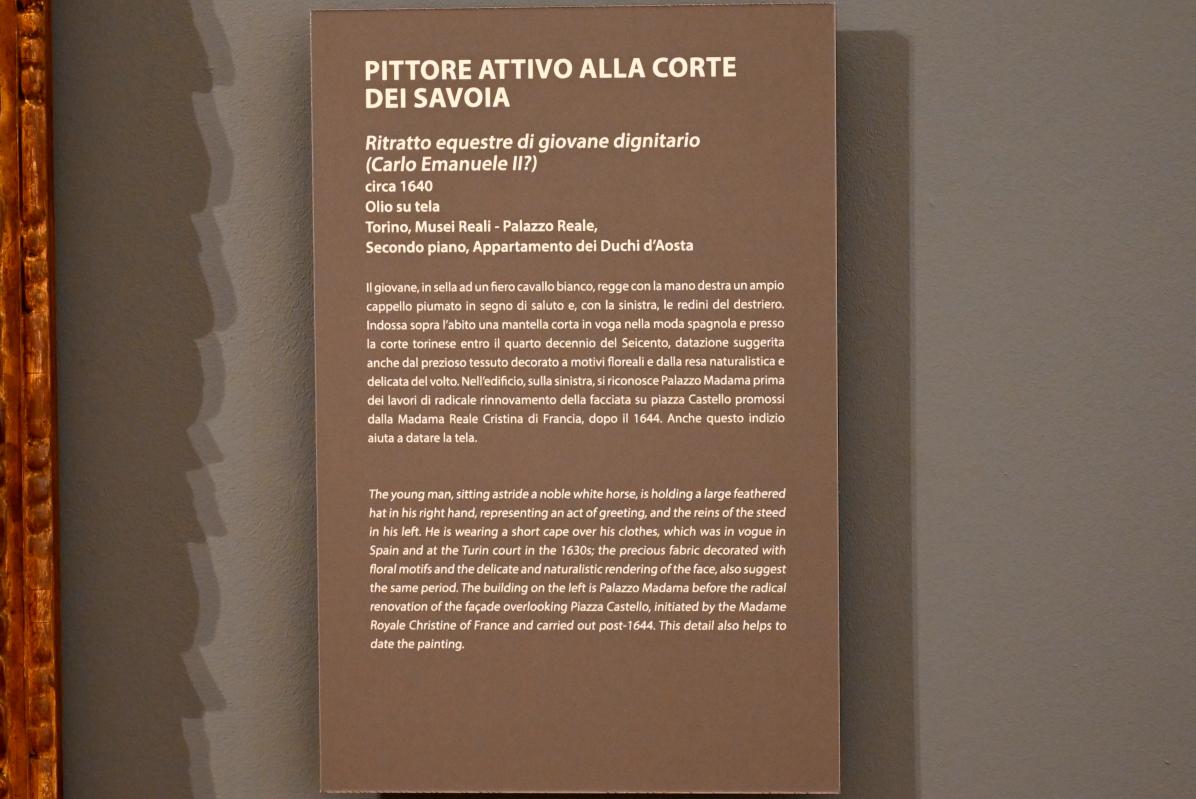 PITTORE ATTIVO ALLA CORTE
DEI SAVOIA
Ritratto equestre di giovane dignitario
(Carlo Emanuele II?)
circa 1640
Olio su tela
Torino, Musei Reali - Palazzo Reale,
Secondo piano, Appartamento dei Duchi d'Aosta
Il giovane, in sella ad un fiero cavallo bianco, regge con la mano destra un ampio
cappello piumato in segno di saluto e, con la sinistra, le redini del destriero.
Indossa sopra l'abito una mantella corta in voga nella moda spagnola e presso
la corte torinese entro il quarto decennio del Seicento, datazione suggerita
anche dal prezioso tessuto decorato a motivi floreali e dalla resa naturalistica e
delicata del volto. Nell'edificio, sulla sinistra, si riconosce Palazzo Madama prima
dei lavori di radicale rinnovamento della facciata su piazza Castello promossi
dalla Madama Reale Cristina di Francia, dopo il 1644. Anche questo indizio
aiuta a datare la tela.
The young man, sitting astride a noble white horse, is holding a large feathered
hat in his right hand, representing an act of greeting, and the reins of the steed
in his left. He is wearing a short cape over his clothes, which was in vogue in
Spain and at the Turin court in the 1630s; the precious fabric decorated with
floral motifs and the delicate and naturalistic rendering of the face, also suggest
the same period. The building on the left is Palazzo Madama before the radical
renovation of the façade overlooking Piazza Castello, initiated by the Madame
Royale Christine of France and carried out post-1644. This detail also helps to
date the painting.